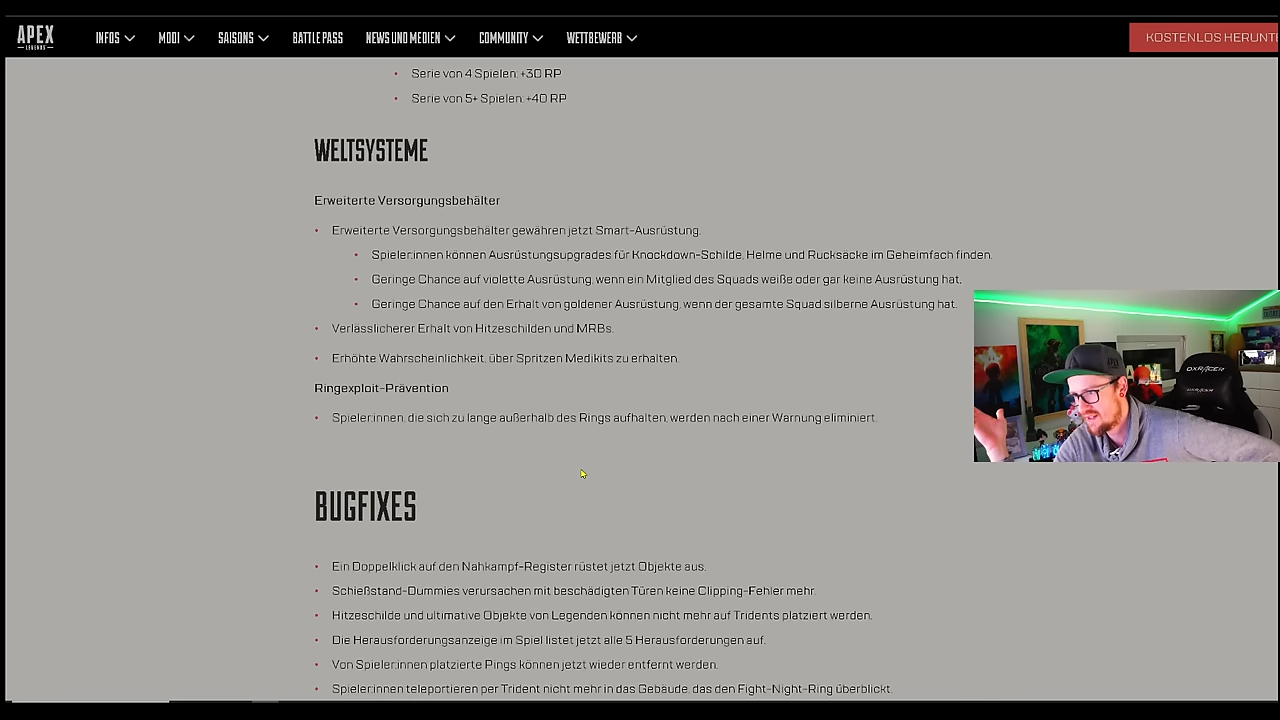 APEX
LEGENDS
INFOS MODI SAISONS BATTLE PASS NEWS UND MEDIEN COMMUNITY WETTBEWERB KOSTENLOS HERUNT
Serie von 4 Spielen: +30 RP
Serie von 5+ Spielen: +40 RP
WELTSYSTEME
Erweiterte Versorgungsbehälter
Erweiterte Versorgungsbehälter gewähren jetzt Smart-Ausrüstung.
Spieler:innen können Ausrüstungsupgrades für Knockdown-Schilde, Helme und Rucksäcke im Geheimfach finden.
Geringe Chance auf violette Ausrüstung, wenn ein Mitglied des Squads weiße oder gar keine Ausrüstung hat.
Geringe Chance auf den Erhalt von goldener Ausrüstung, wenn der gesamte Squad silberne Ausrüstung hat.
Verlässlicherer Erhalt von Hitzeschilden und MRBs.
Erhöhte Wahrscheinlichkeit, über Spritzen Medikits zu erhalten.
Ringexploit-Prävention
Spieler:innen, die sich zu lange außerhalb des Rings aufhalten, werden nach einer Warnung eliminiert.
DXRACER
BUGFIXES
Ein Doppelklick auf den Nahkampf-Register rüstet jetzt Objekte aus.
Schießstand-Dummies verursachen mit beschädigten Türen keine Clipping-Fehler mehr.
Hitzeschilde und ultimative Objekte von Legenden können nicht mehr auf Tridents platziert werden.
Die Herausforderungsanzeige im Spiel listet jetzt alle 5 Herausforderungen auf.
Von Spieler:innen platzierte Pings können jetzt wieder entfernt werden.
Spieler:innen teleportieren per Trident nicht mehr in das Gebäude, das den Fight-Night-Ring überblickt.